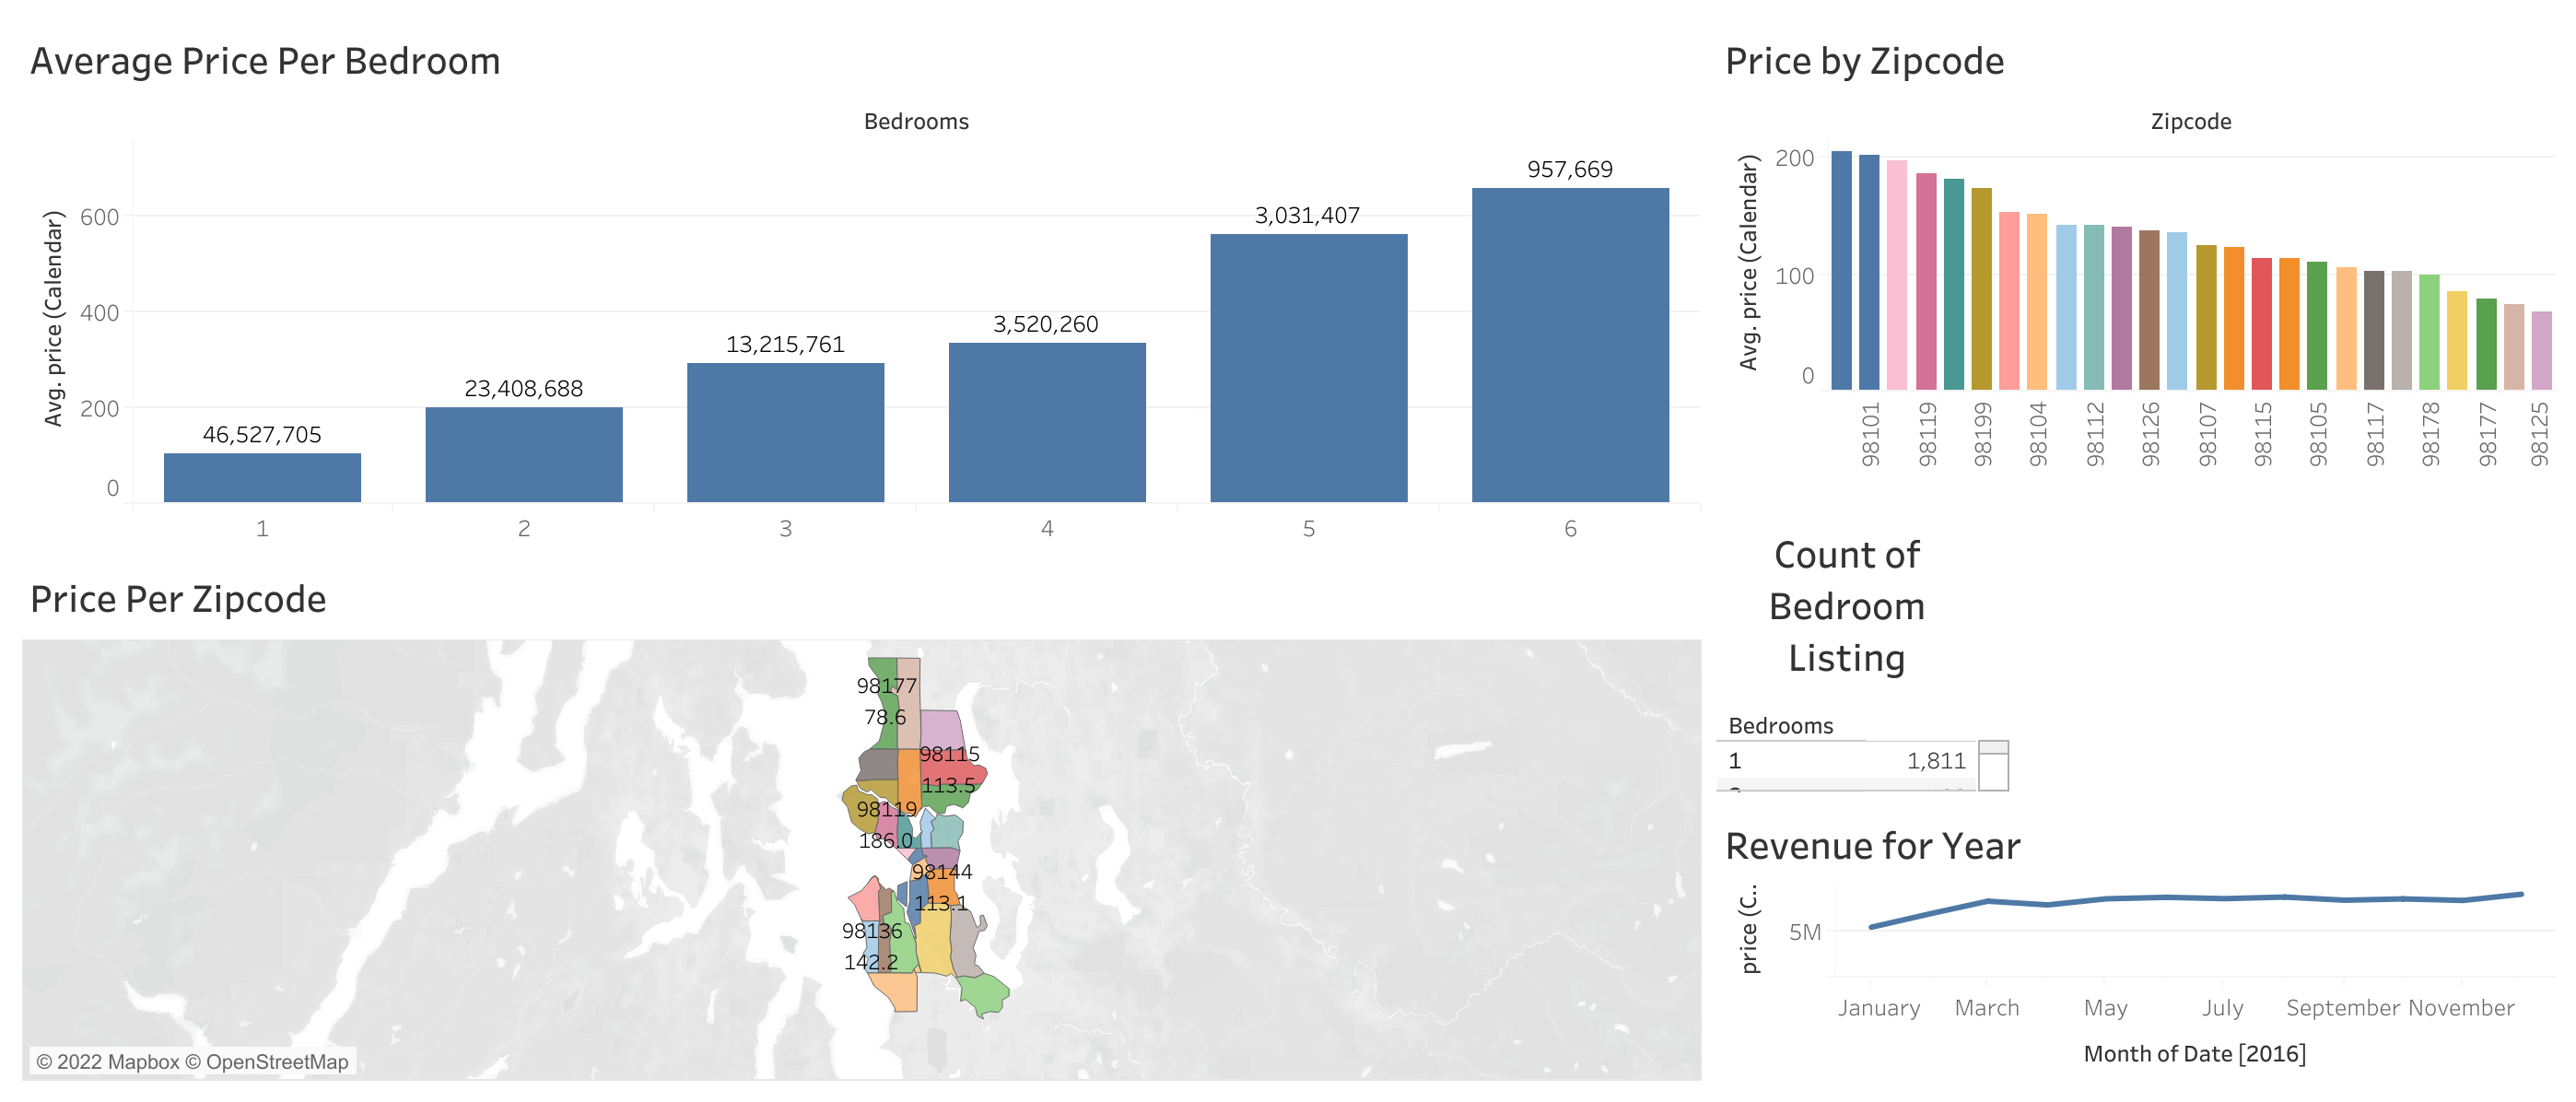 Average Price Per Bedroom
Bedrooms
Avg. price (Calendar)
600
400
200
0
46,527,705
23,408,688
13,215,761
3,520,260
3,031,407
957,669
1
2
3
4
5
6
Price by Zipcode
Zipcode
Avg. price (Calendar)
200
100
0
98101
98119
98199
98104
98112
98126
98107
98115
98105
98117
98178
98177
98125
Price Per Zipcode
98177
78.6
98115
113.5
98119
186.0
98144
113.1
98136
142.2
© 2022 Mapbox © OpenStreetMap
Count of
Bedroom
Listing
Bedrooms
1 1,811
Revenue for Year
price (C..
5M
January March May July September November
Month of Date [2016]